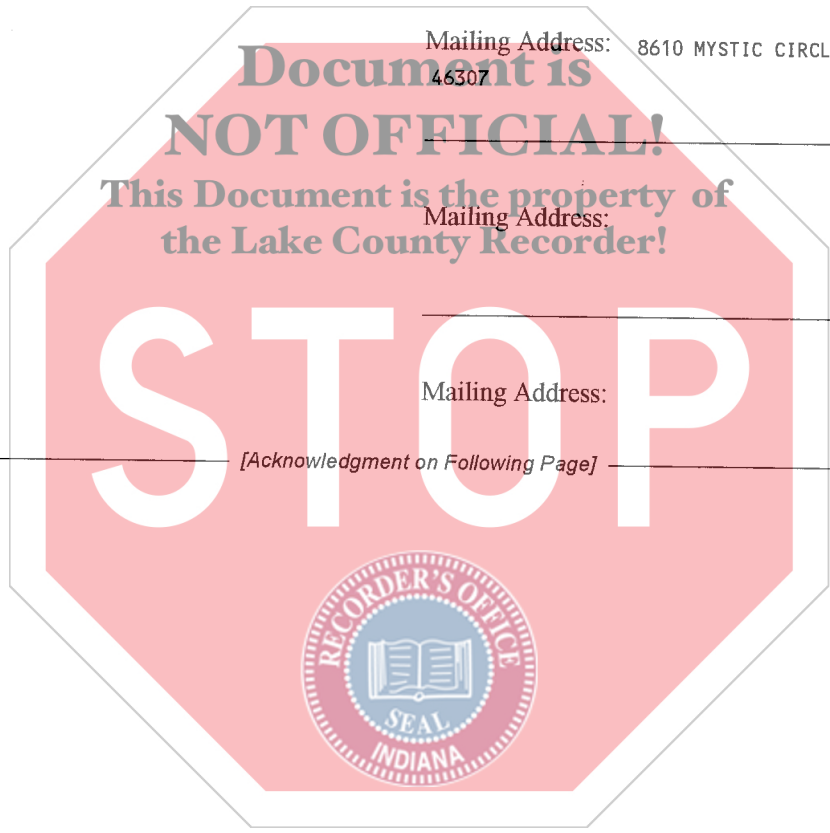 Mailing Address: 8610 MYSTIC CIRCL
46307
Document is
NOT OFFICIAL!
This Document is the property of
the Lake County Recorder!
Mailing Address:
Mailing Address:
[Acknowledgment on Following Page]
STOP
RECORDER'S OFFICE
SEAL
INDIANA